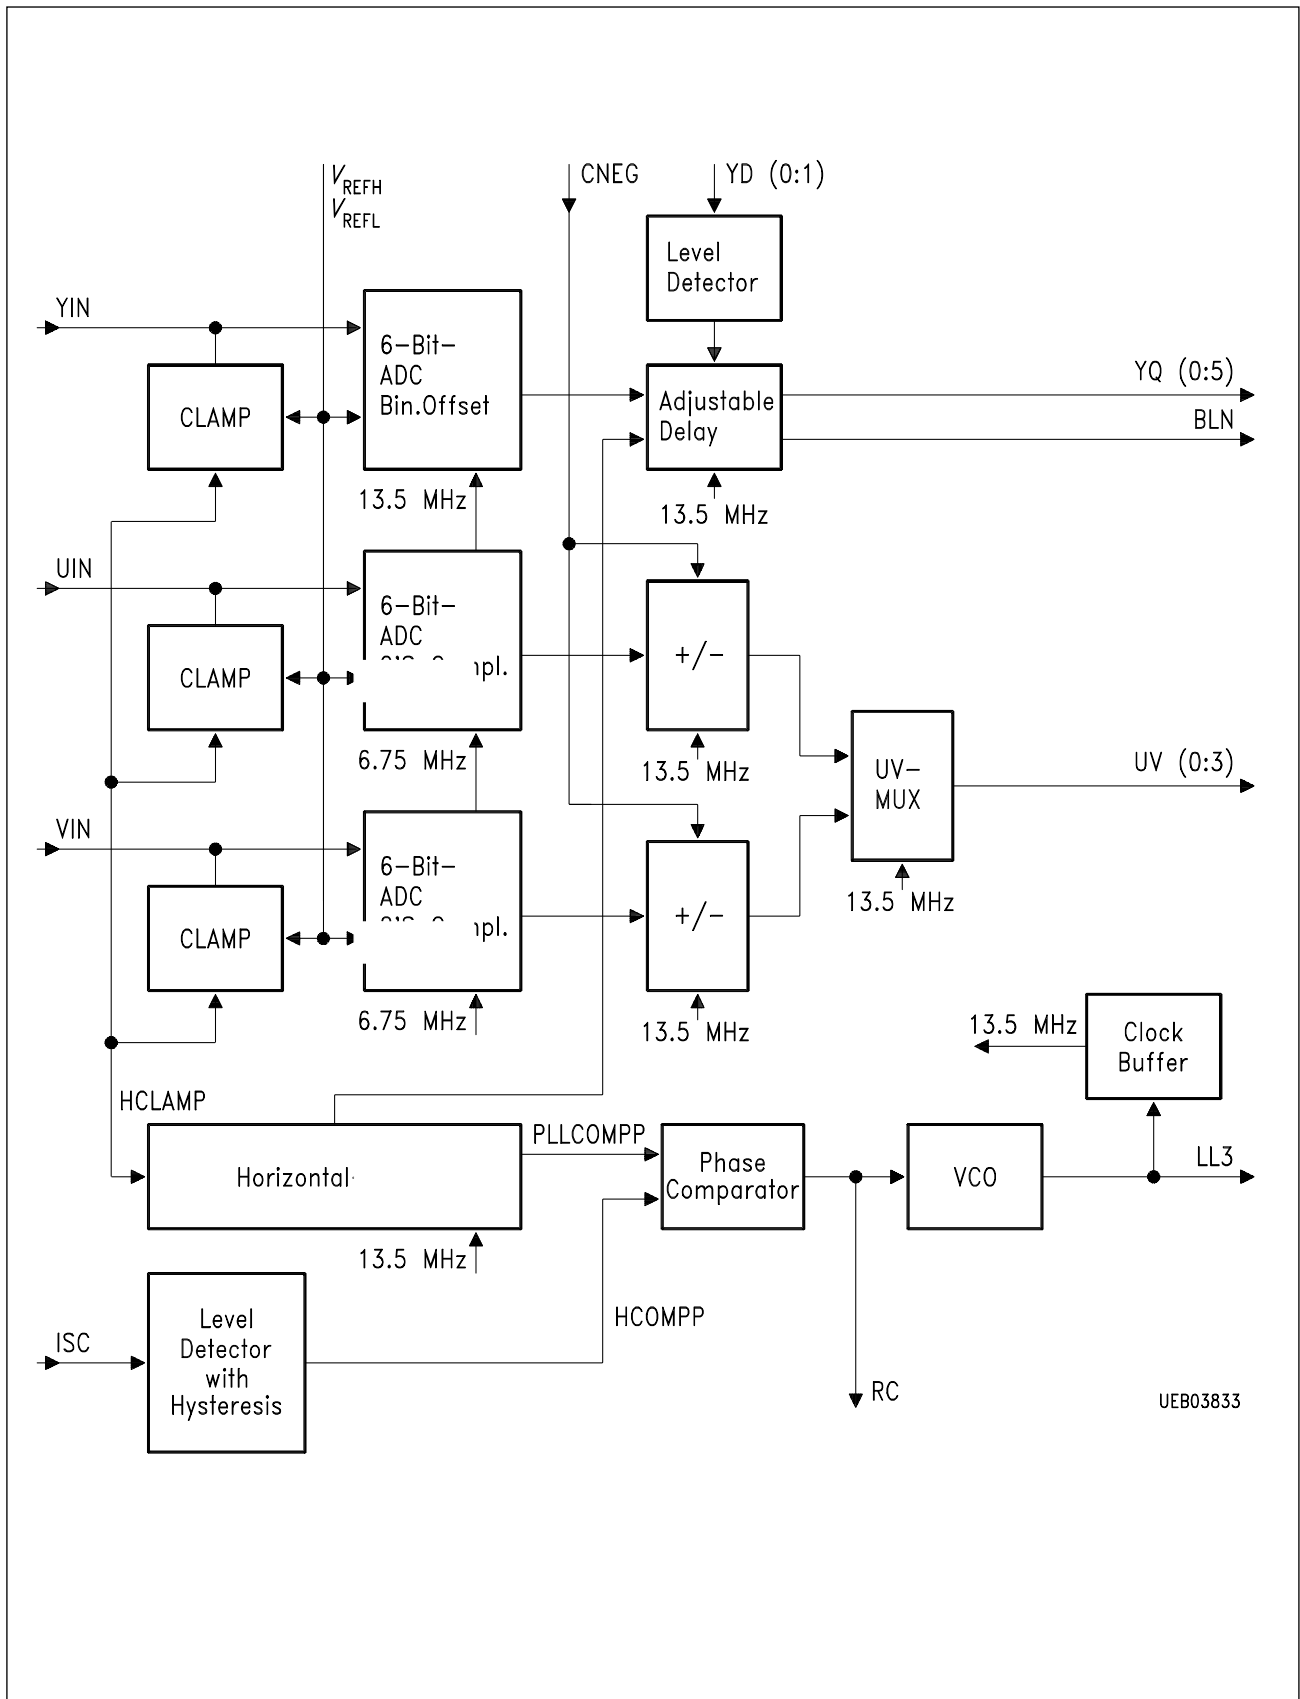 VREFH
VREFL
CNEG
YD (0:1)
Level
Detector
YIN
6-Bit-
ADC
Bin.Offset
CLAMP
Adjustable
Delay
YQ (0:5)
BLN
13.5 MHz
13.5 MHz
UIN
6-Bit-
ADC
CLAMP
+/-
6.75 MHz
13.5 MHz
UV-
MUX
UV (0:3)
VIN
6-Bit-
ADC
CLAMP
+/-
13.5 MHz
6.75 MHz
13.5 MHz
13.5 MHz
Clock
Buffer
HCLAMP
Horizontal
PLLCOMPP
Phase
Comparator
VCO
LL3
13.5 MHz
HCOMPP
ISC
Level
Detector
with
Hysteresis
RC
UEB03833